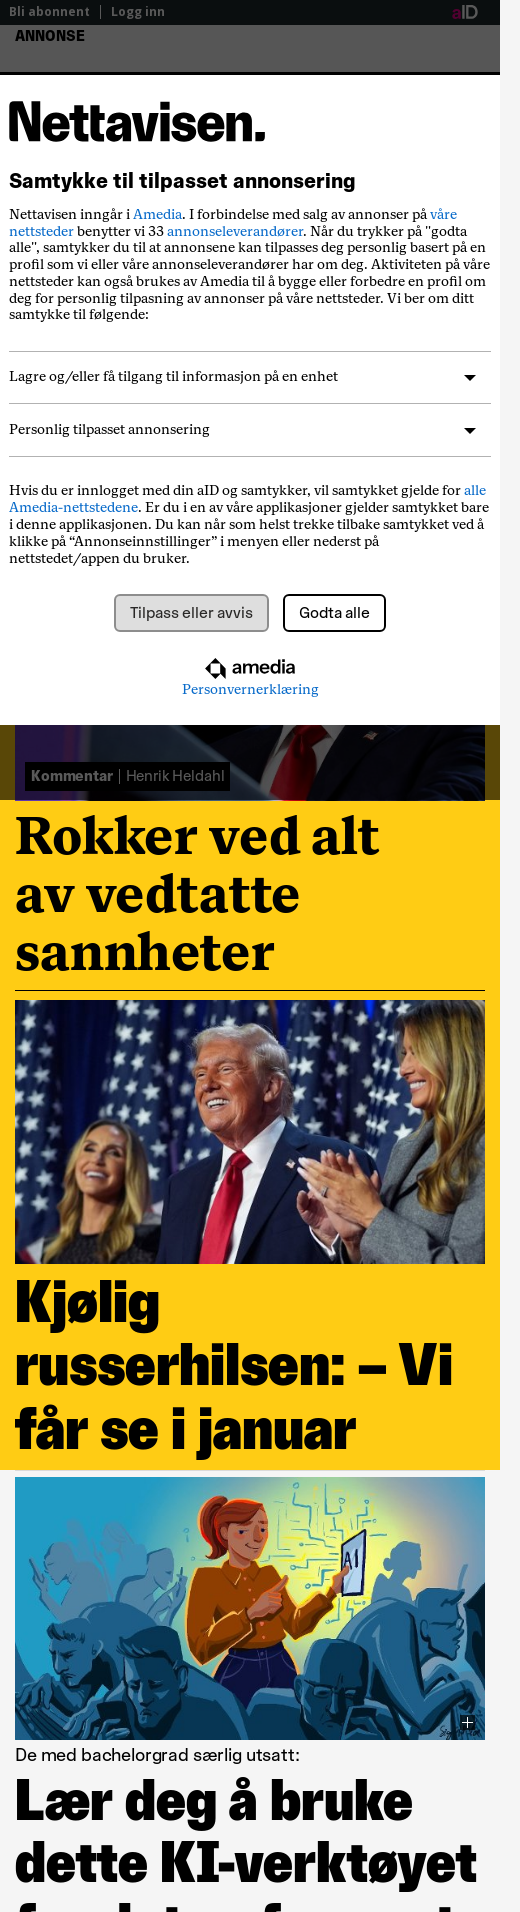 Bli abonnent | Logg inn
aID
ANNONSE
Nettavisen.
Samtykke til tilpasset annonsering
Nettavisen inngår i Amedia. I forbindelse med salg av annonser på våre
nettsteder benytter vi 33 annonseleverandører. Når du trykker på "godta
alle", samtykker du til at annonsene kan tilpasses deg personlig basert på en
profil som vi eller våre annonseleverandører har om deg. Aktiviteten på våre
nettsteder kan også brukes av Amedia til å bygge eller forbedre en profil om
deg for personlig tilpasning av annonser på våre nettsteder. Vi ber om ditt
samtykke til følgende:
Lagre og/eller få tilgang til informasjon på en enhet
Personlig tilpasset annonsering
Hvis du er innlogget med din aID og samtykker, vil samtykket gjelde for alle
Amedia-nettstedene. Er du i en av våre applikasjoner gjelder samtykket bare
i denne applikasjonen. Du kan når som helst trekke tilbake samtykket ved å
klikke på “Annonseinnstillinger” i menyen eller nederst på
nettstedet/appen du bruker.
Tilpass eller avvis
Godta alle
amedia
Personvernerklæring
Kommentar | Henrik Heldahl
Rokker ved alt
av vedtatte
sannheter
Kjølig
russerhilsen: – Vi
får se i januar
AI
De med bachelorgrad særlig utsatt:
Lær deg å bruke
dette KI-verktøyet